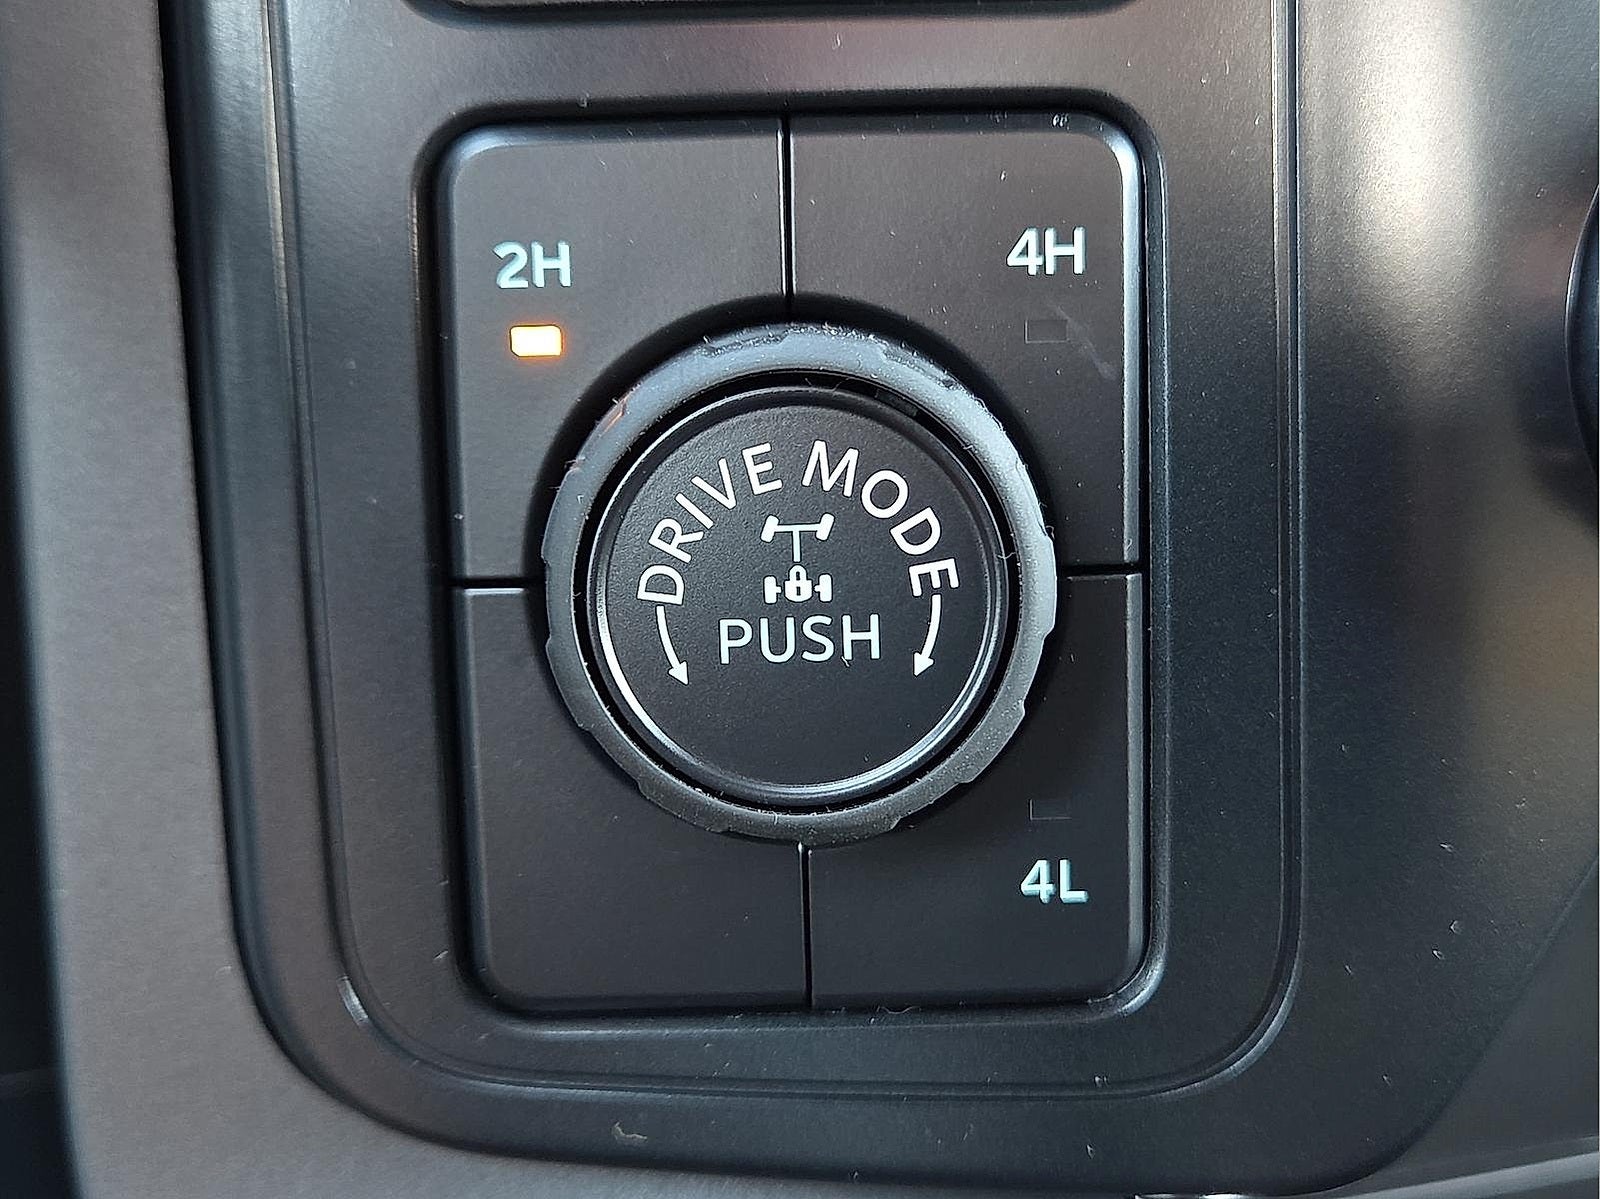 2H
4H
DRIVE MODE
PUSH
4L